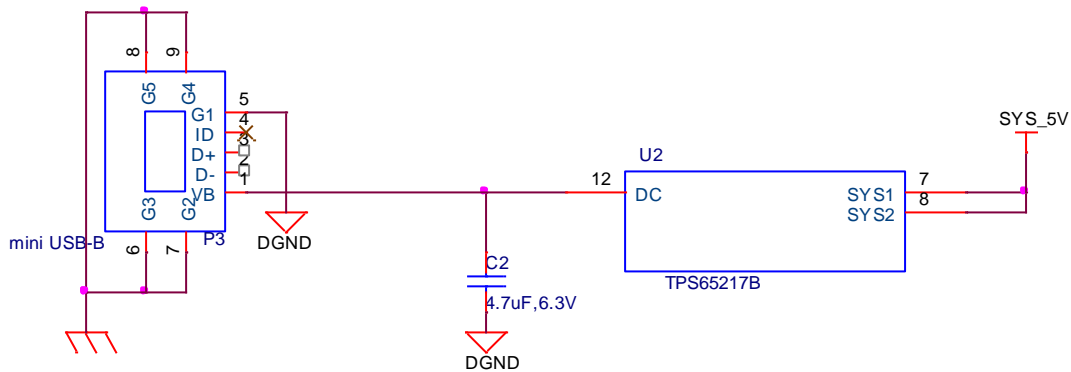 8
9
G5
G4
G1
5
ID
4
D+
3
D-
2
VB
1
G3
G2
mini USB-B
P3
6
7
DGND
C2
4.7uF,6.3V
DGND
U2
12
DC
SYS1
7
SYS2
8
TPS65217B
SYS_5V